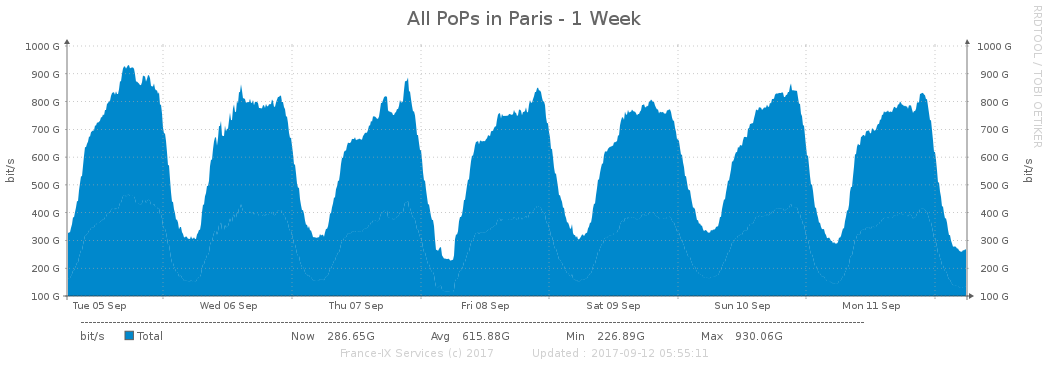 All PoPs in Paris - 1 Week
RRDTOOL / TOBI OETIKER
1000 G 1000 G
900 G 900 G
800 G 800 G
700 G 700 G
600 G 600 G
500 G 500 G
400 G 400 G
300 G 300 G
200 G 200 G
100 G 100 G
bit/s bit/s
Tue 05 Sep Wed 06 Sep Thu 07 Sep Fri 08 Sep Sat 09 Sep Sun 10 Sep Mon 11 Sep
bit/s Total Now 286.65G Avg 615.88G Min 226.89G Max 930.06G
France-IX Services (c) 2017 Updated : 2017-09-12 05:55:11